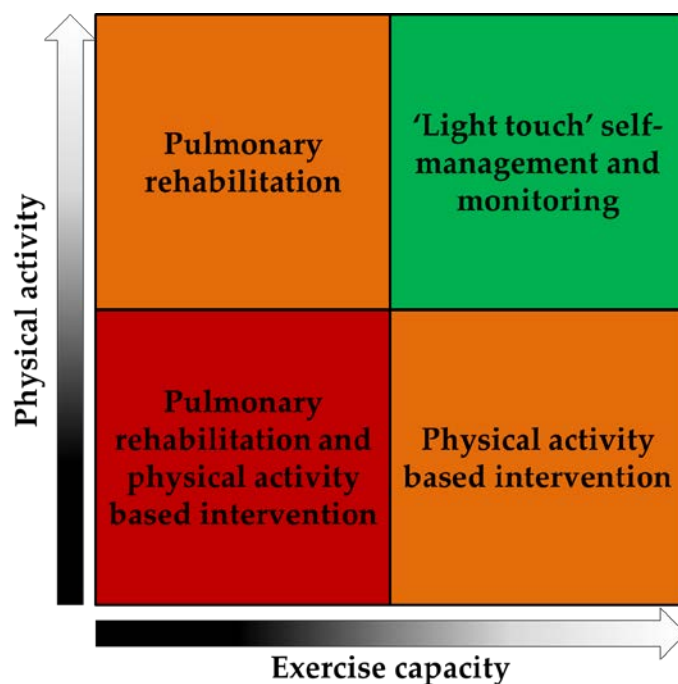 Physical activity
Pulmonary
rehabilitation
‘Light touch’ self-
management and
monitoring
Pulmonary
rehabilitation and
physical activity
based intervention
Physical activity
based intervention
Exercise capacity